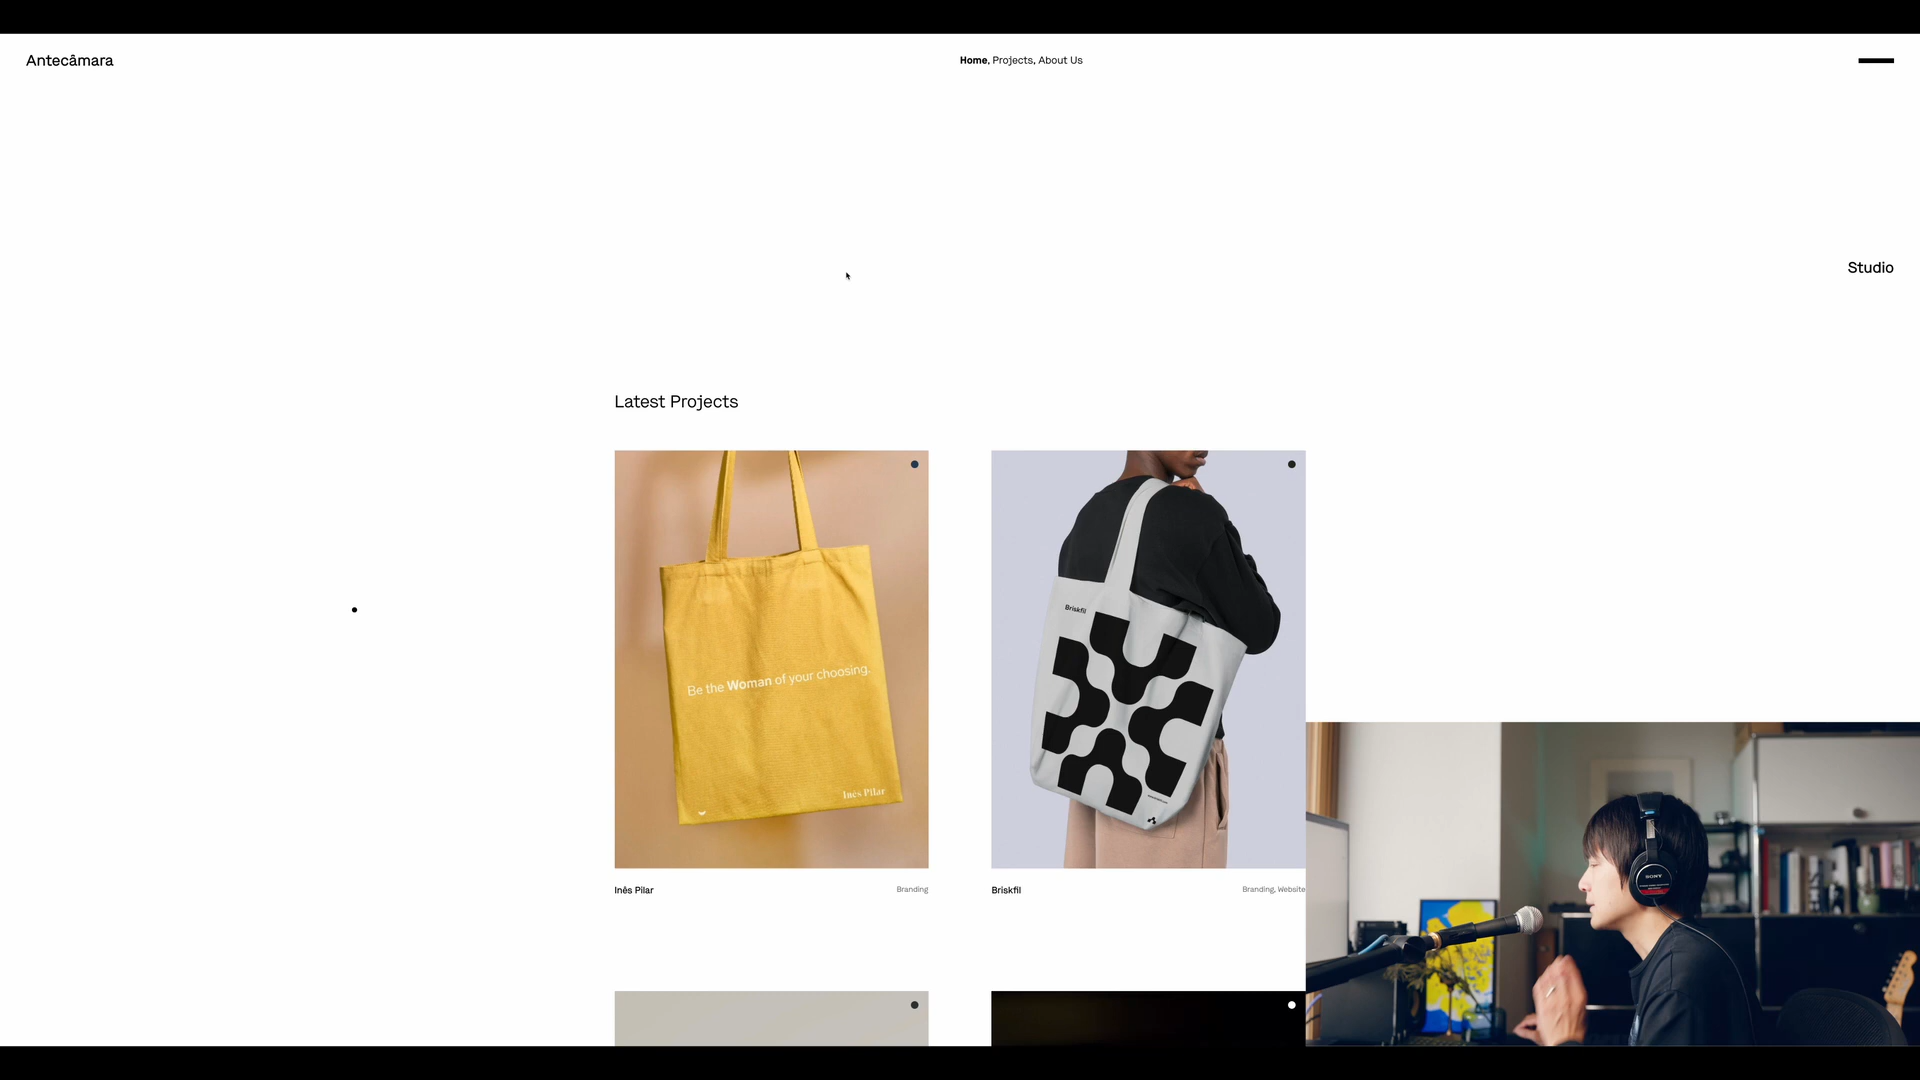 Antecâmara
Home, Projects, About Us
Studio
Latest Projects
Be the Woman of your choosing.
Inês Pilar
Briskfil
Inês Pilar
Branding
Briskfil
Branding, Website
SONY